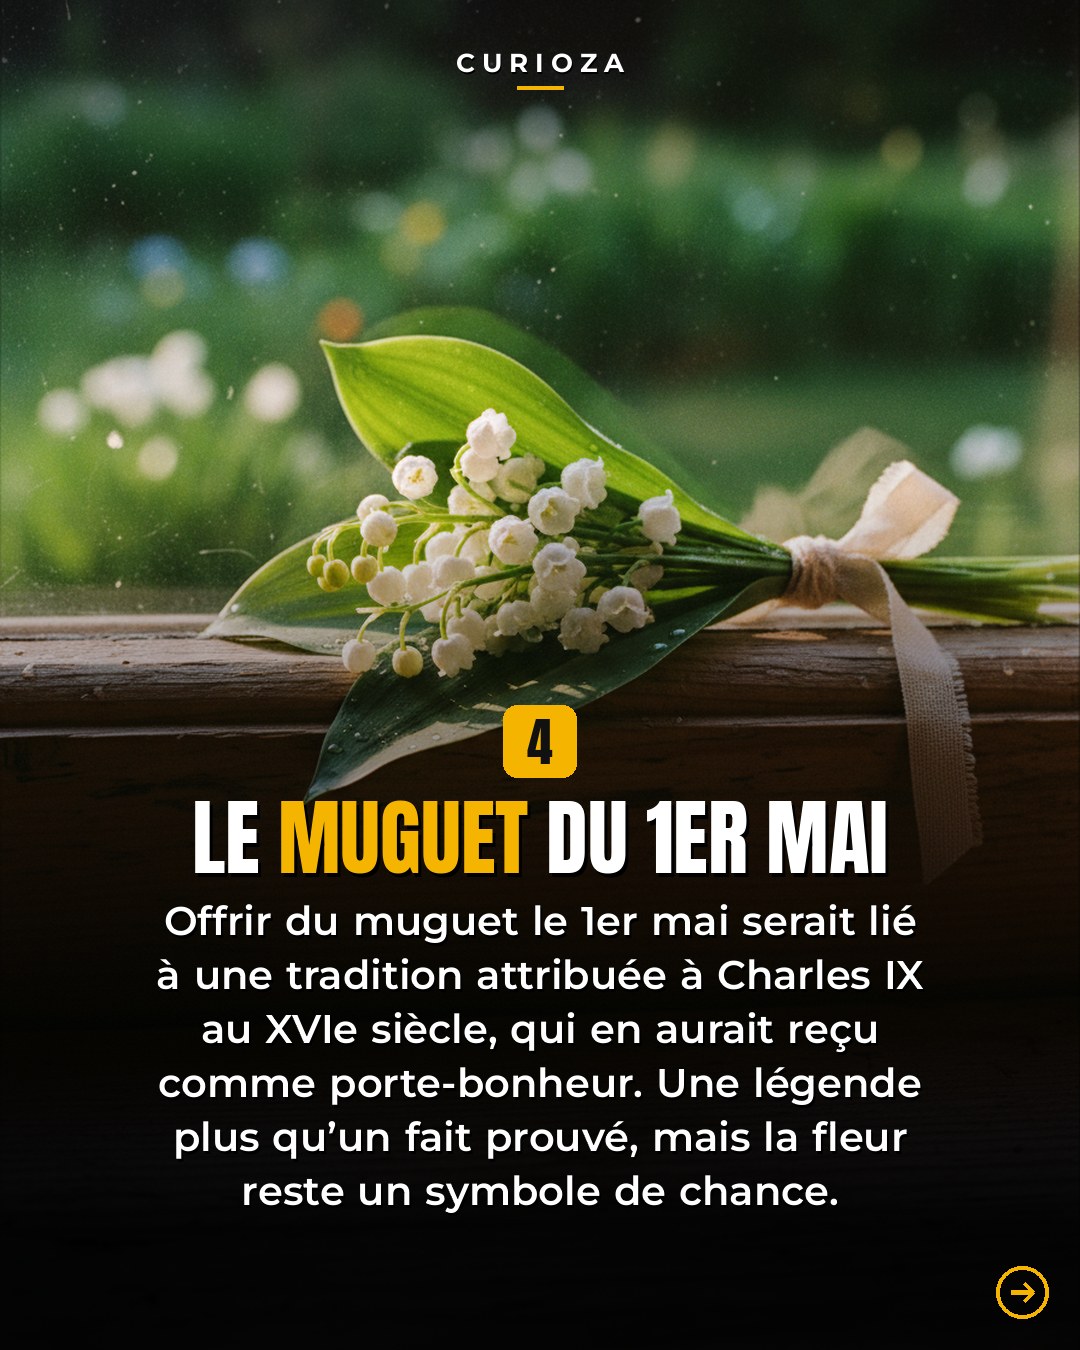 CURIOZA
4
LE MUGUET DU 1ER MAI
Offrir du muguet le 1er mai serait lié
à une tradition attribuée à Charles IX
au XVIe siècle, qui en aurait reçu
comme porte-bonheur. Une légende
plus qu’un fait prouvé, mais la fleur
reste un symbole de chance.